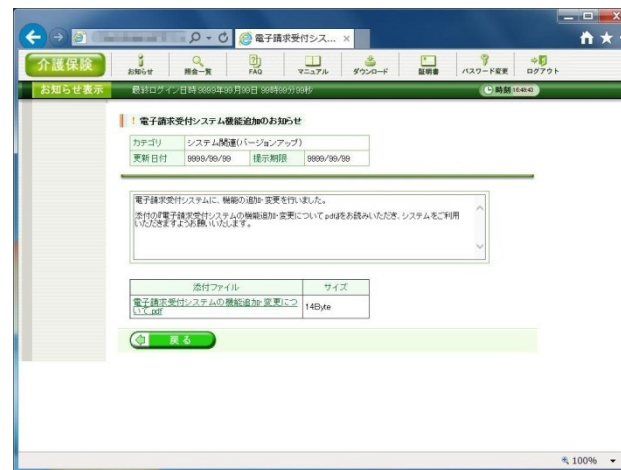 電子請求受付シス... ×
介護保険
お知らせ 照会一覧 FAQ マニュアル ダウンロード 証明書 パスワード変更 ログアウト
お知らせ表示 最終ログイン日時 9999年99月99日 99時99分99秒 時刻 16:48:42
! 電子請求受付システム機能追加のお知らせ
カテゴリ システム関連(バージョンアップ)
更新日付 9999/99/99 提示期限 9999/99/99
電子請求受付システムに、機能の追加・変更を行いました。
添付の『電子請求受付システムの機能追加・変更について.pdf』をお読みいただき、システムをご利用
いただきますようお願いいたします。
添付ファイル サイズ
電子請求受付システムの機能追加・変更につ
いて.pdf 14Byte
戻る
100%